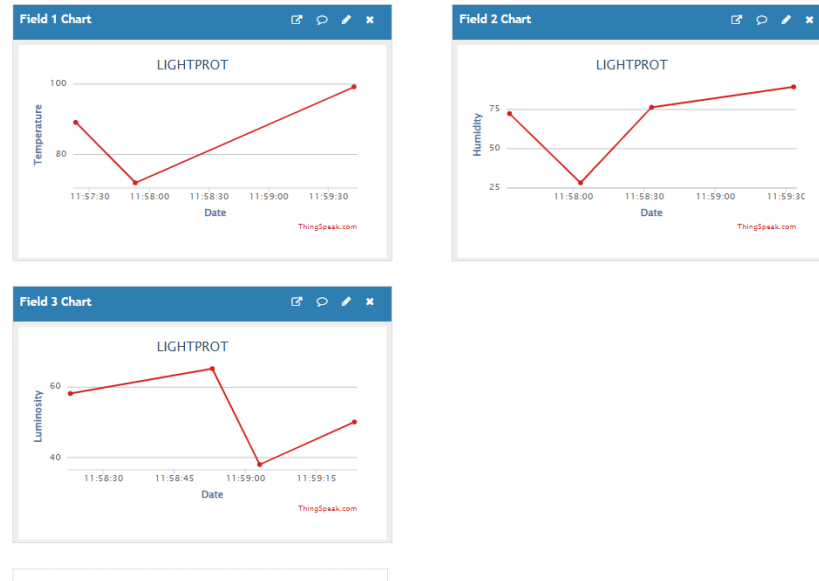 Field 1 Chart
LIGHTPROT
100
80
Temperature
11:57:30 11:58:00 11:58:30 11:59:00 11:59:30
Date
ThingSpeak.com
Field 2 Chart
LIGHTPROT
75
50
25
Humidity
11:58:00 11:58:30 11:59:00 11:59:30
Date
ThingSpeak.com
Field 3 Chart
LIGHTPROT
60
40
Luminosity
11:58:30 11:58:45 11:59:00 11:59:15
Date
ThingSpeak.com